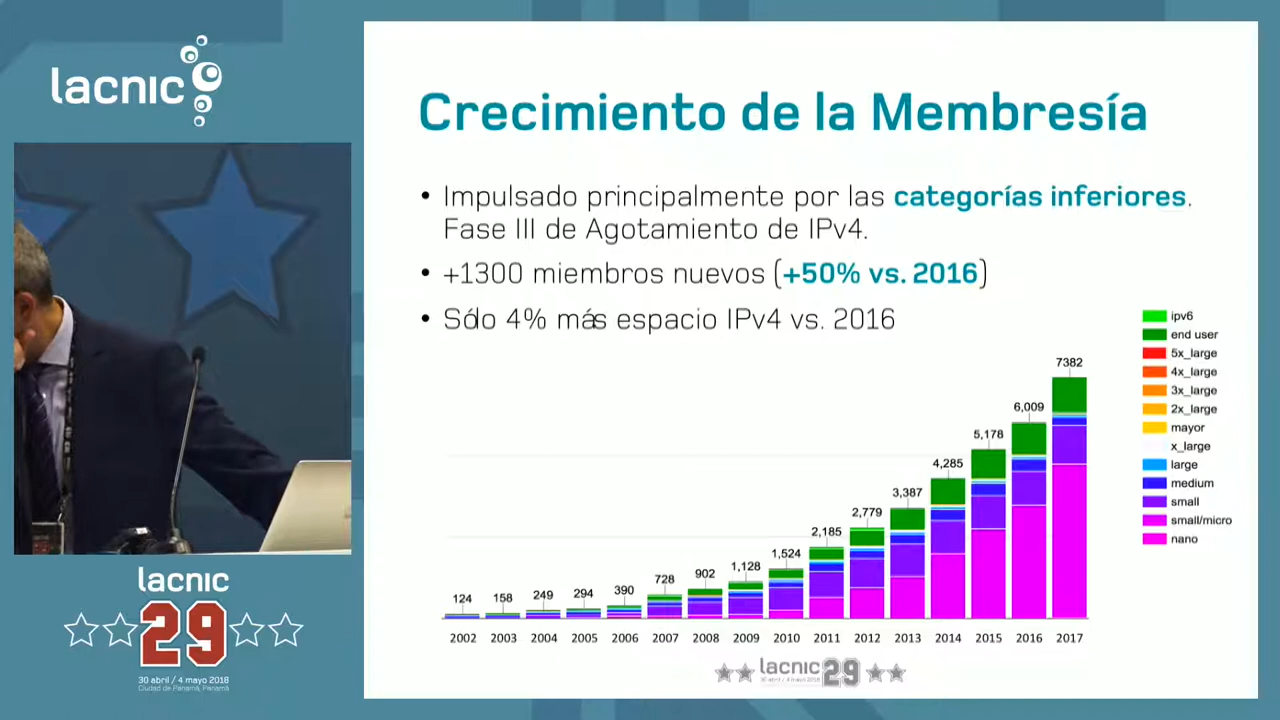 lacnic
Crecimiento de la Membresía
• Impulsado principalmente por las categorías inferiores.
Fase III de Agotamiento de IPv4.
• +1300 miembros nuevos (+50% vs. 2016)
• Sólo 4% más espacio IPv4 vs. 2016
ipv6
end user
5x_large
4x_large
3x_large
2x_large
mayor
x_large
large
medium
small
small/micro
nano
124 158 249 294 390 728 902 1,128 1,524 2,185 2,779 3,387 4,285 5,178 6,009 7382
2002 2003 2004 2005 2006 2007 2008 2009 2010 2011 2012 2013 2014 2015 2016 2017
lacnic 29
30 abril / 4 mayo 2018
lacnic
29
30 abril / 4 mayo 2018
Ciudad de Panamá, Panamá